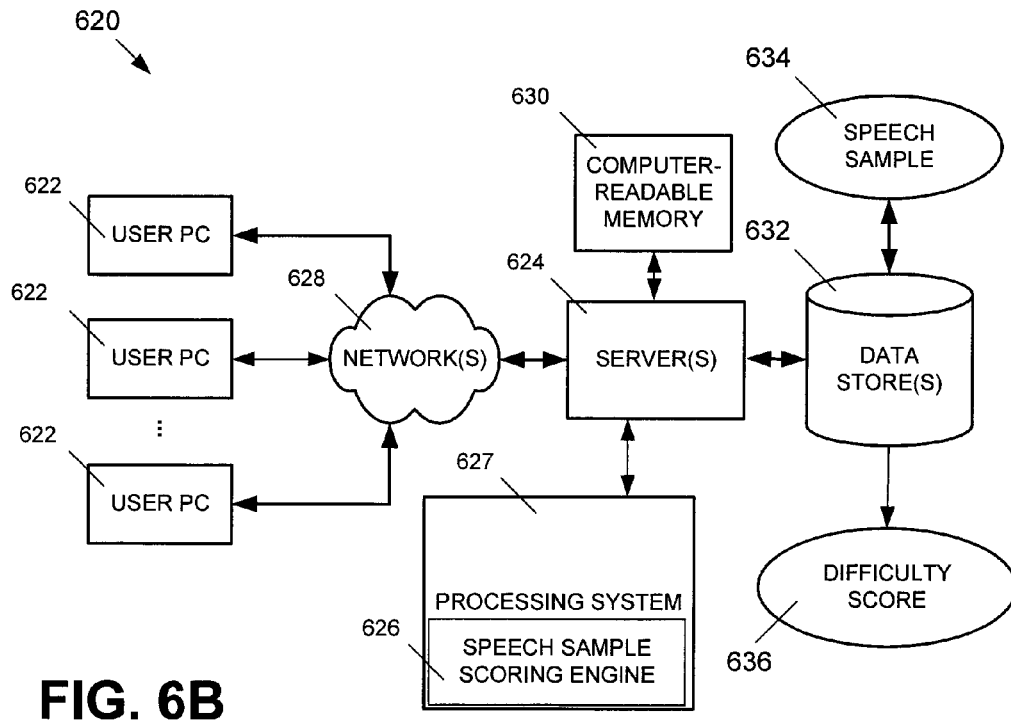 620
634
SPEECH
SAMPLE
630
COMPUTER-
READABLE
MEMORY
622
USER PC
632
624
628
622
USER PC
NETWORK(S)
SERVER(S)
DATA
STORE(S)
...
622
USER PC
627
PROCESSING SYSTEM
626
SPEECH SAMPLE
SCORING ENGINE
DIFFICULTY
SCORE
636
FIG. 6B